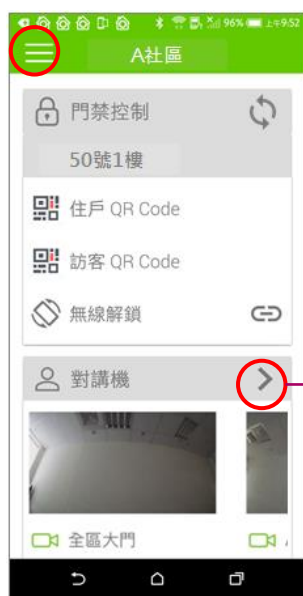 96% 上午9:52
A社區
門禁控制
50號1樓
住戶 QR Code
訪客 QR Code
無線解鎖
對講機
全區大門